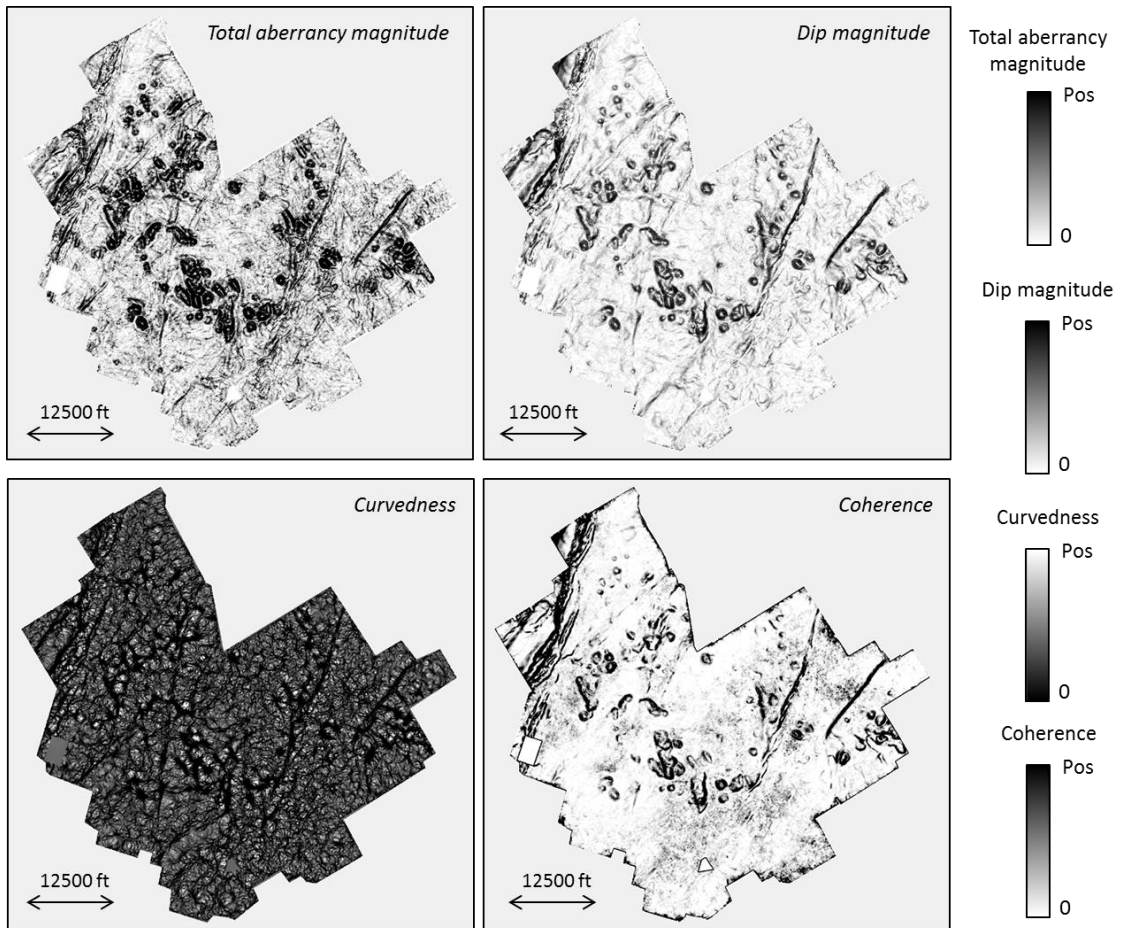 Total aberrancy magnitude
12500 ft
Dip magnitude
12500 ft
Curvedness
12500 ft
Coherence
12500 ft
Total aberrancy
magnitude
Pos
0
Dip magnitude
Pos
0
Curvedness
Pos
0
Coherence
Pos
0